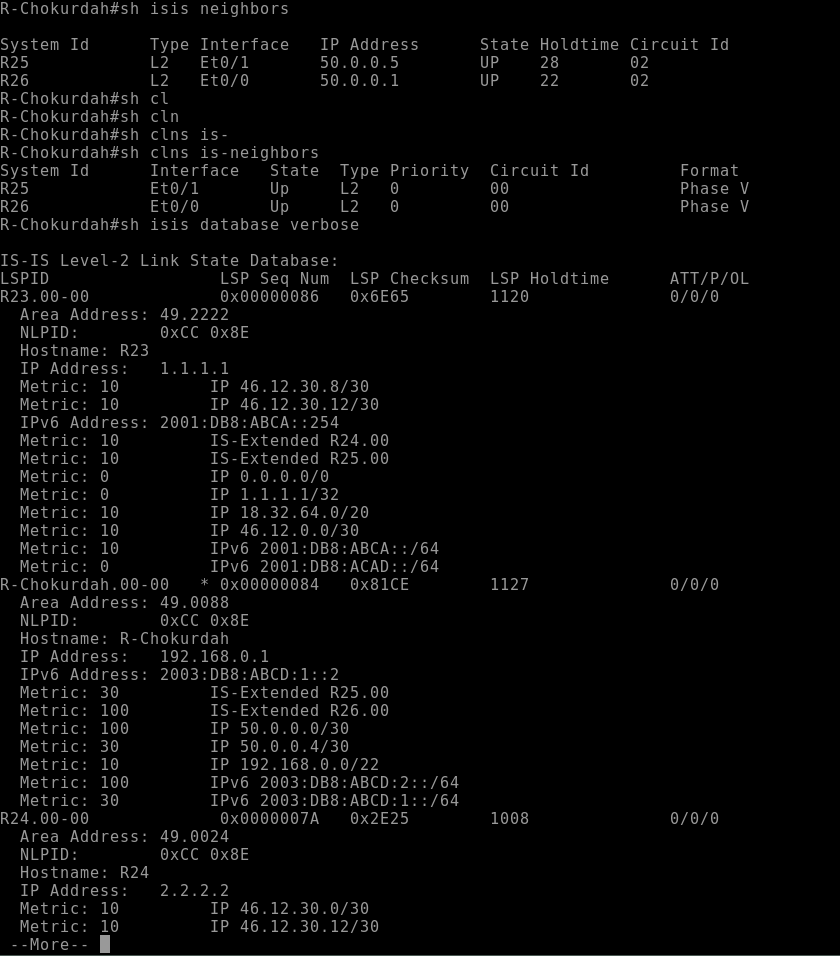 R-Chokurdah#sh isis neighbors
System Id      Type Interface   IP Address      State Holdtime Circuit Id
R25            L2   Et0/1       50.0.0.5        UP    28       02
R26            L2   Et0/0       50.0.0.1        UP    22       02
R-Chokurdah#sh cl
R-Chokurdah#sh cln
R-Chokurdah#sh clns is-
R-Chokurdah#sh clns is-neighbors
System Id      Interface   State  Type Priority  Circuit Id         Format
R25            Et0/1       Up     L2   0         00                 Phase V
R26            Et0/0       Up     L2   0         00                 Phase V
R-Chokurdah#sh isis database verbose
IS-IS Level-2 Link State Database:
LSPID                 LSP Seq Num  LSP Checksum  LSP Holdtime      ATT/P/OL
R23.00-00             0x00000086   0x6E65        1120              0/0/0
  Area Address: 49.2222
  NLPID:        0xCC 0x8E
  Hostname: R23
  IP Address:   1.1.1.1
  Metric: 10         IP 46.12.30.8/30
  Metric: 10         IP 46.12.30.12/30
  IPv6 Address: 2001:DB8:ABCA::254
  Metric: 10         IS-Extended R24.00
  Metric: 10         IS-Extended R25.00
  Metric: 0          IP 0.0.0.0/0
  Metric: 0          IP 1.1.1.1/32
  Metric: 10         IP 18.32.64.0/20
  Metric: 10         IP 46.12.0.0/30
  Metric: 10         IPv6 2001:DB8:ABCA::/64
  Metric: 0          IPv6 2001:DB8:ACAD::/64
R-Chokurdah.00-00   * 0x00000084   0x81CE        1127              0/0/0
  Area Address: 49.0088
  NLPID:        0xCC 0x8E
  Hostname: R-Chokurdah
  IP Address:   192.168.0.1
  IPv6 Address: 2003:DB8:ABCD:1::2
  Metric: 30         IS-Extended R25.00
  Metric: 100        IS-Extended R26.00
  Metric: 100        IP 50.0.0.0/30
  Metric: 30         IP 50.0.0.4/30
  Metric: 10         IP 192.168.0.0/22
  Metric: 100        IPv6 2003:DB8:ABCD:2::/64
  Metric: 30         IPv6 2003:DB8:ABCD:1::/64
R24.00-00             0x0000007A   0x2E25        1008              0/0/0
  Area Address: 49.0024
  NLPID:        0xCC 0x8E
  Hostname: R24
  IP Address:   2.2.2.2
  Metric: 10         IP 46.12.30.0/30
  Metric: 10         IP 46.12.30.12/30
 --More--